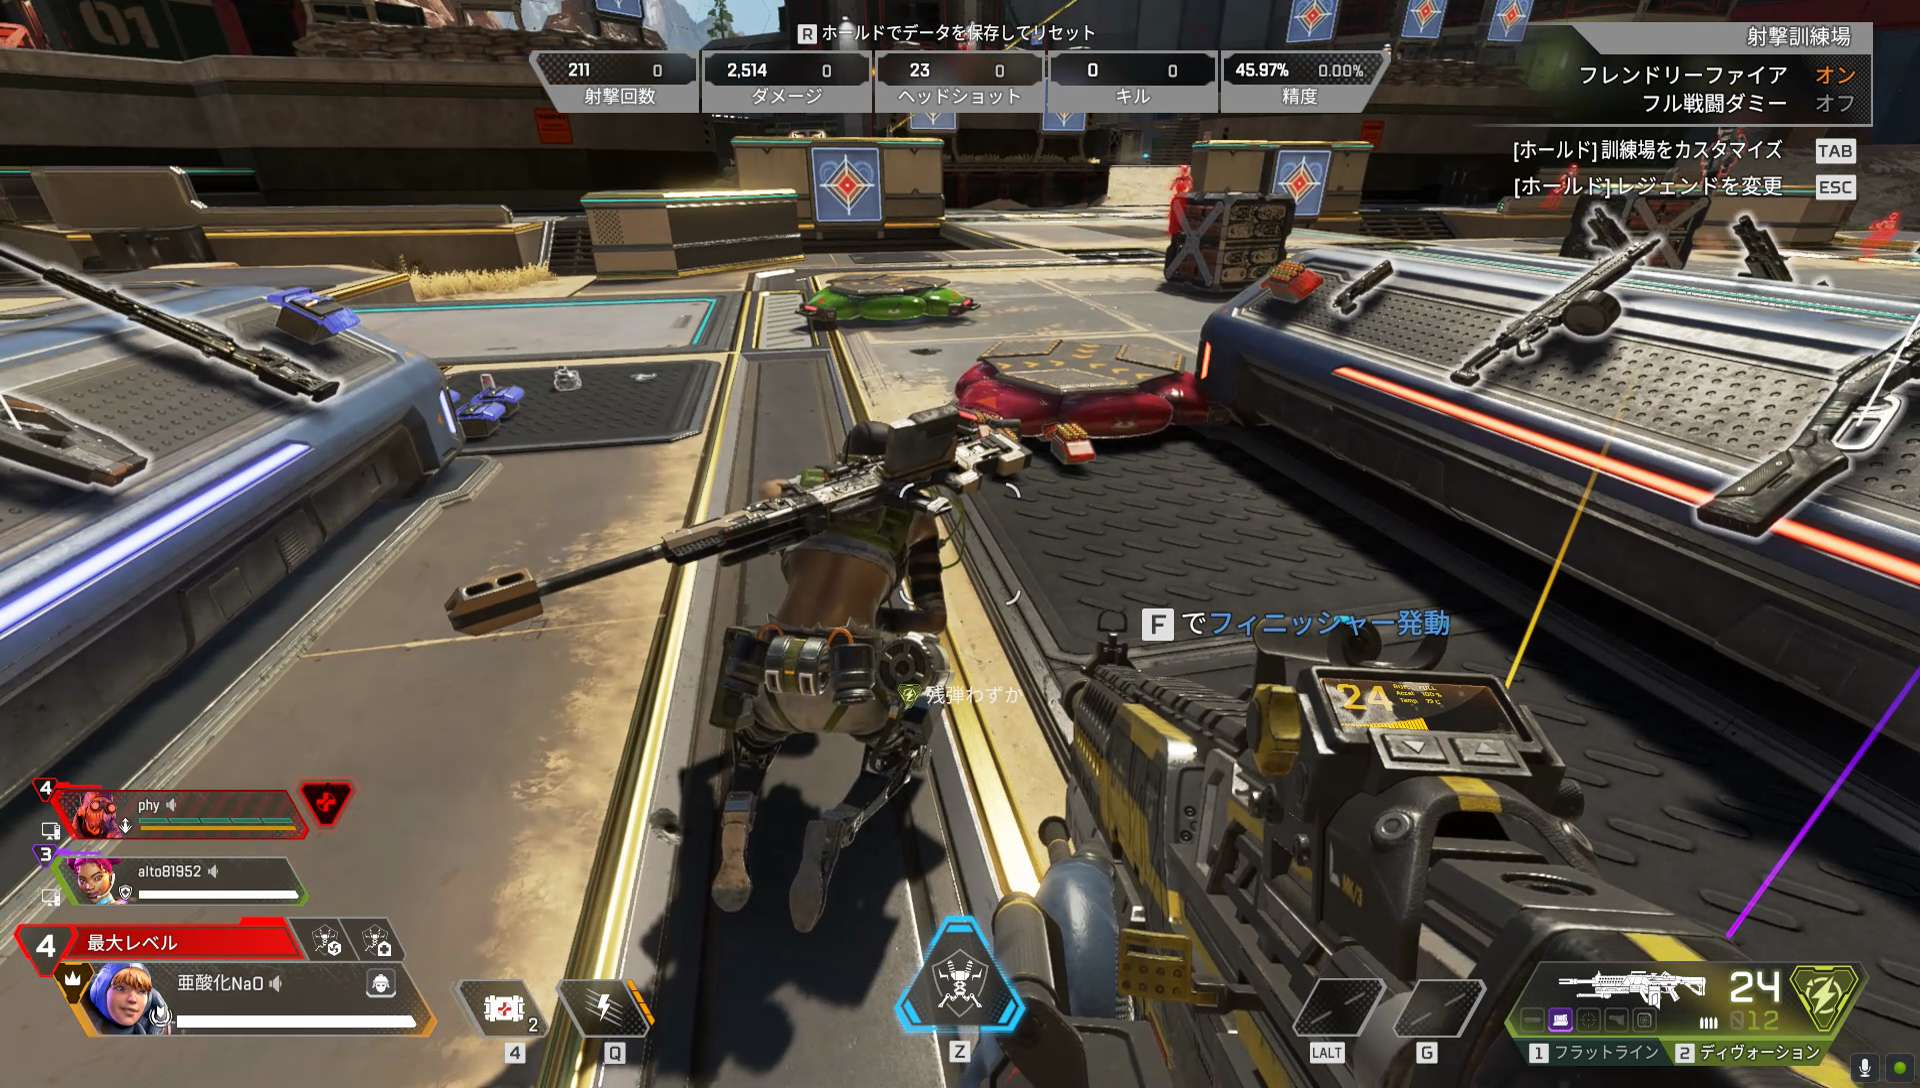 01
R ホールドでデータを保存してリセット
211 0
射撃回数
2,514 0
ダメージ
23 0
ヘッドショット
0 0
キル
45.97% 0.00%
精度
射撃訓練場
フレンドリーファイア オン
フル戦闘ダミー オフ
[ホールド]訓練場をカスタマイズ TAB
[ホールド]レジェンドを変更 ESC
F でフィニッシャー発動
残弾わずか
24
MK/3
4
phy
3
alto81952
4 最大レベル
亜酸化NaO
2
4
Q
Z
LALT
G
24
012
1 フラットライン
2 ディヴォーション